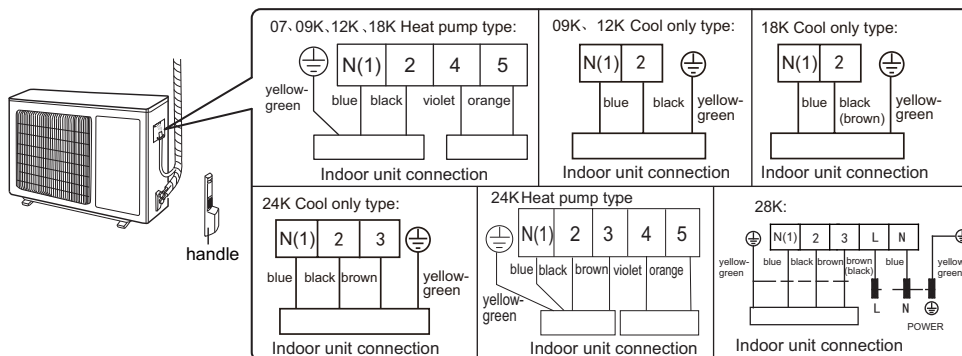 07、09K、12K 、18K Heat pump type:
N(1) 2 4 5
yellow-
green
blue black violet orange
Indoor unit connection
09K、 12K Cool only type:
N(1) 2
blue black yellow-
green
Indoor unit connection
18K Cool only type:
N(1) 2
blue black
(brown)
yellow-
green
Indoor unit connection
handle
24K Cool only type:
N(1) 2 3
blue black brown yellow-
green
Indoor unit connection
24K Heat pump type
N(1) 2 3 4 5
blue black brown violet orange
yellow-
green
Indoor unit connection
28K:
N(1) 2 3 L N
yellow-
green
blue black brown brown
(black)
blue yellow-
green
L N
POWER
Indoor unit connection